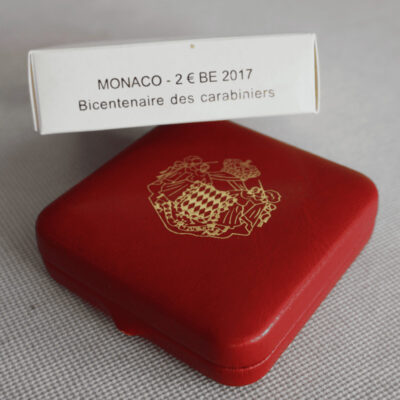 MONACO - 2 € BE 2017
Bicentenaire des carabiniers